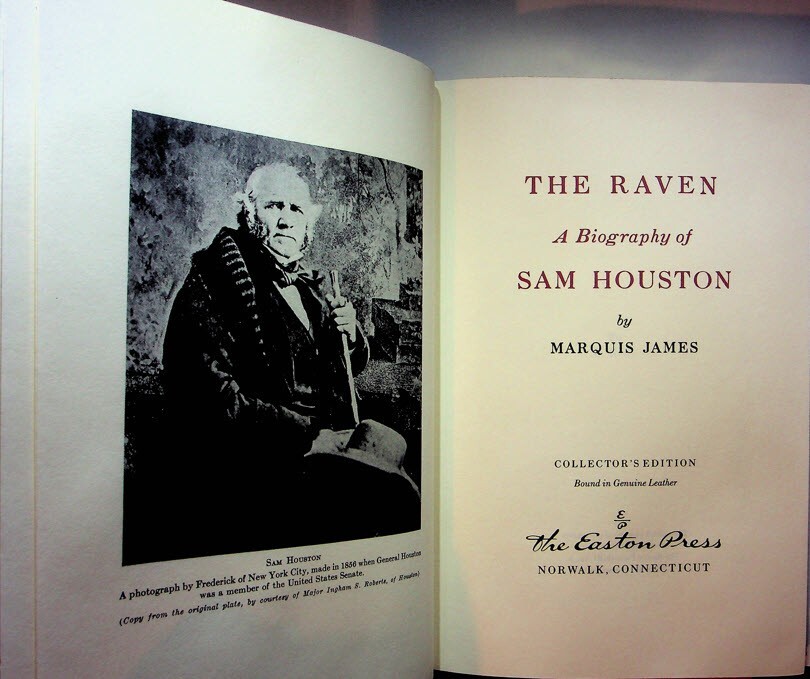 SAM HOUSTON
A photograph by Frederick of New York City, made in 1856 when General Houston
was a member of the United States Senate.
(Copy from the original plate, by courtesy of Major Ingham S. Roberts, of Houston)
THE RAVEN
A Biography of
SAM HOUSTON
by
MARQUIS JAMES
COLLECTOR'S EDITION
Bound in Genuine Leather
E/P
The Easton Press
NORWALK, CONNECTICUT